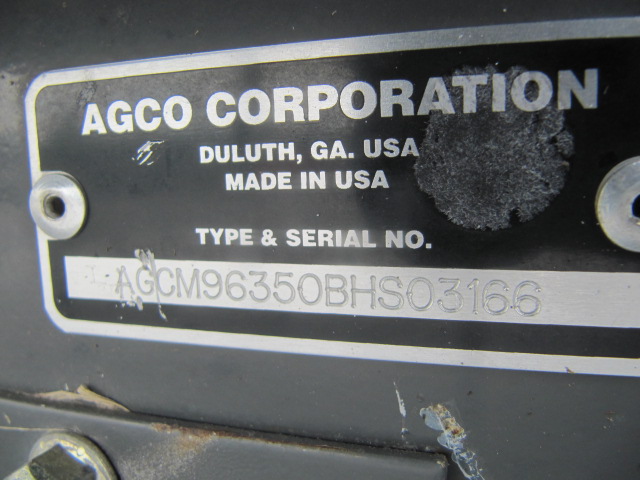 AGCO CORPORATION
DULUTH, GA. USA
MADE IN USA
TYPE & SERIAL NO.
AGCM96350BHS03166